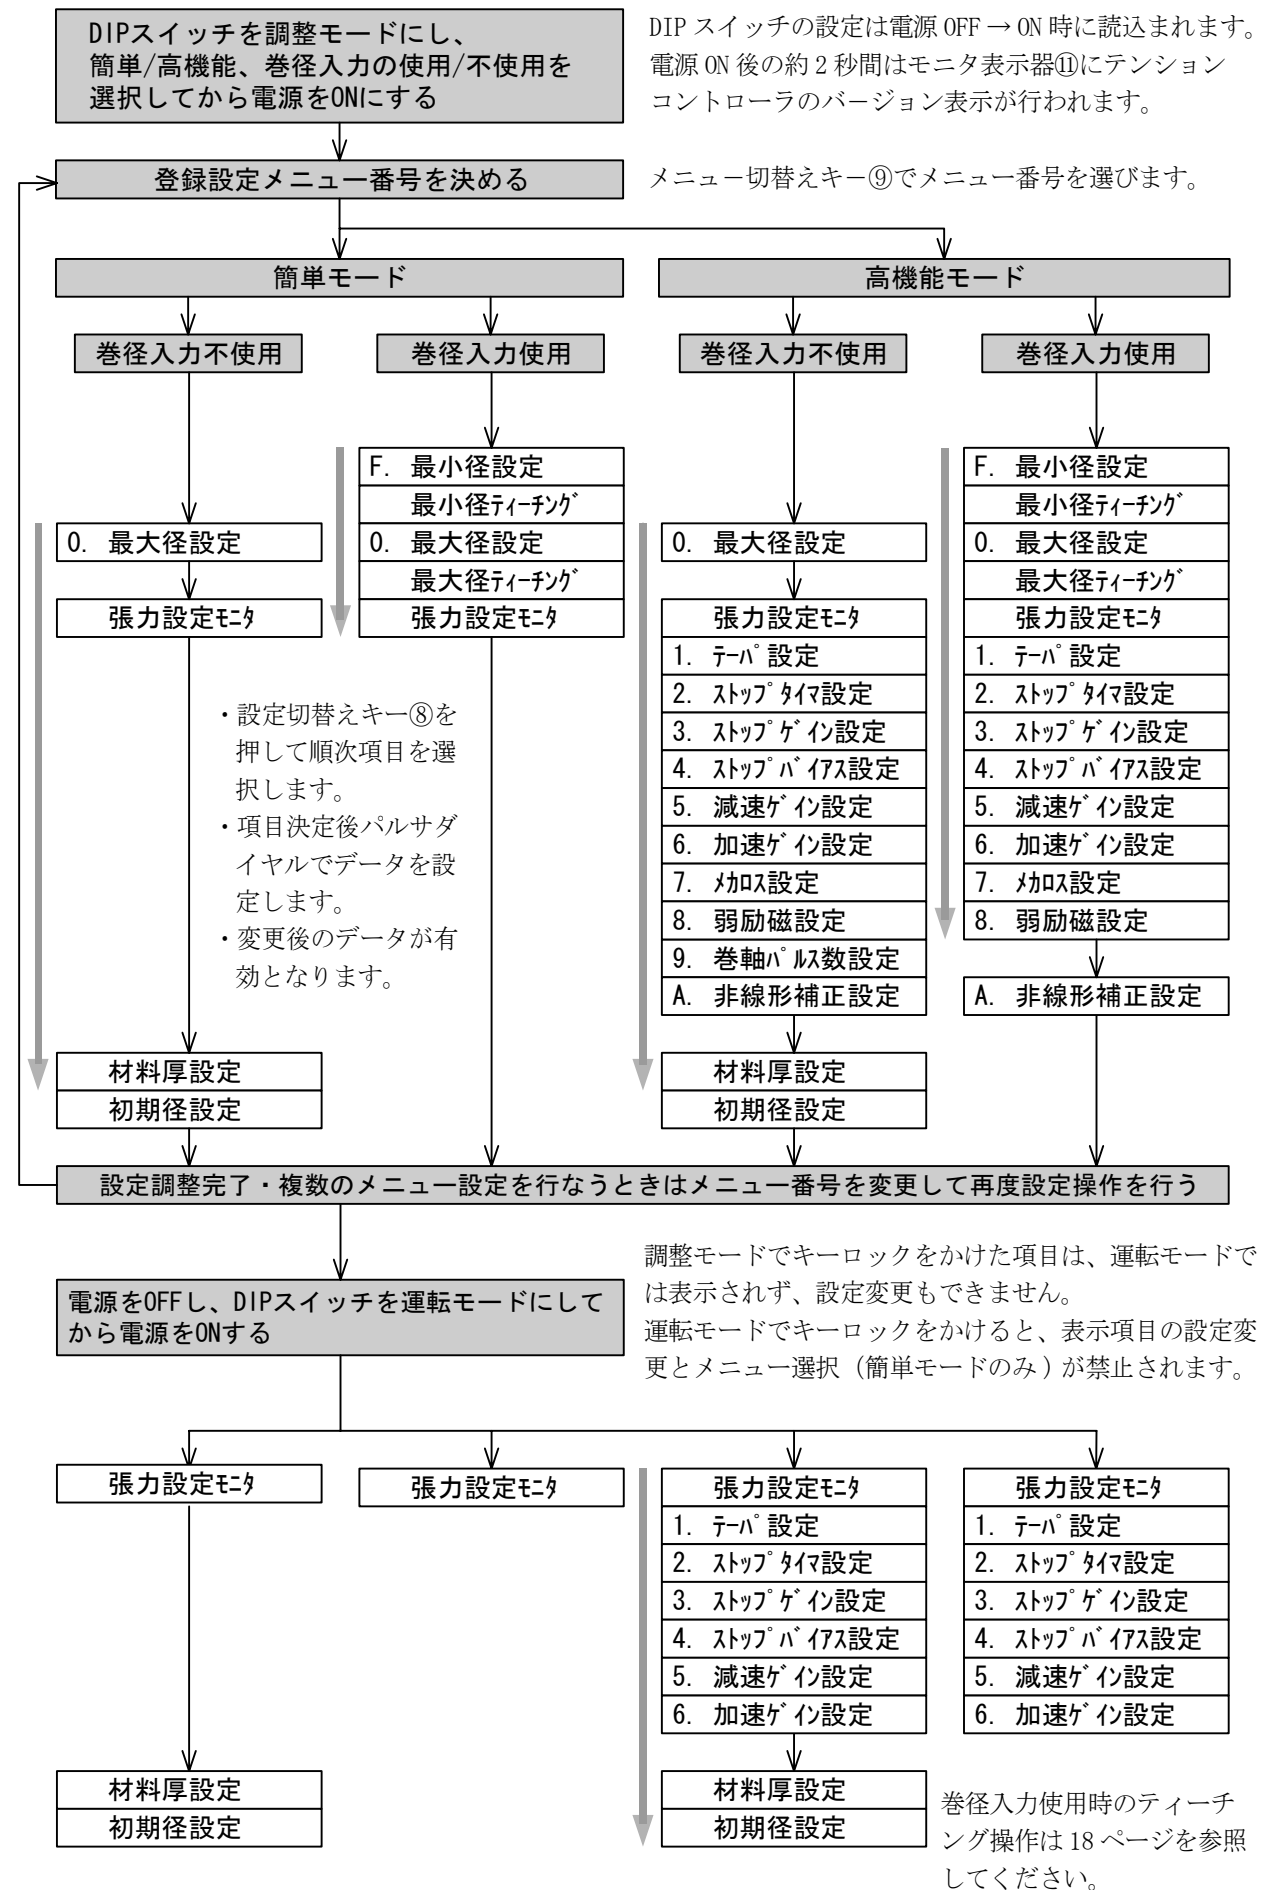 DIPスイッチを調整モードにし、
簡単/高機能、巻径入力の使用/不使用を
選択してから電源をONにする
DIP スイッチの設定は電源 OFF → ON 時に読込まれます。
電源 ON 後の約 2 秒間はモニタ表示器⑪にテンション
コントローラのバージョン表示が行われます。
登録設定メニュー番号を決める
メニュー切替えキー⑨でメニュー番号を選びます。
簡単モード
高機能モード
巻径入力不使用
巻径入力使用
巻径入力不使用
巻径入力使用
0. 最大径設定
張力設定ﾓﾆﾀ
F. 最小径設定
最小径ﾃｨｰﾁﾝｸﾞ
0. 最大径設定
最大径ﾃｨｰﾁﾝｸﾞ
張力設定ﾓﾆﾀ
・設定切替えキー⑧を
押して順次項目を選
択します。
・項目決定後パルサダ
イヤルでデータを設
定します。
・変更後のデータが有
効となります。
材料厚設定
初期径設定
0. 最大径設定
張力設定ﾓﾆﾀ
1. ﾃｰﾊﾟ設定
2. ｽﾄｯﾌﾟﾀｲﾏ設定
3. ｽﾄｯﾌﾟｹﾞｲﾝ設定
4. ｽﾄｯﾌﾟﾊﾞｲｱｽ設定
5. 減速ｹﾞｲﾝ設定
6. 加速ｹﾞｲﾝ設定
7. ﾒｶﾛｽ設定
8. 弱励磁設定
9. 巻軸ﾊﾟﾙｽ数設定
A. 非線形補正設定
材料厚設定
初期径設定
F. 最小径設定
最小径ﾃｨｰﾁﾝｸﾞ
0. 最大径設定
最大径ﾃｨｰﾁﾝｸﾞ
張力設定ﾓﾆﾀ
1. ﾃｰﾊﾟ設定
2. ｽﾄｯﾌﾟﾀｲﾏ設定
3. ｽﾄｯﾌﾟｹﾞｲﾝ設定
4. ｽﾄｯﾌﾟﾊﾞｲｱｽ設定
5. 減速ｹﾞｲﾝ設定
6. 加速ｹﾞｲﾝ設定
7. ﾒｶﾛｽ設定
8. 弱励磁設定
A. 非線形補正設定
設定調整完了・複数のメニュー設定を行なうときはメニュー番号を変更して再度設定操作を行う
調整モードでキーロックをかけた項目は、運転モードで
は表示されず、設定変更もできません。
運転モードでキーロックをかけると、表示項目の設定変
更とメニュー選択（簡単モードのみ）が禁止されます。
電源をOFFし、DIPスイッチを運転モードにして
から電源をONする
張力設定ﾓﾆﾀ
材料厚設定
初期径設定
張力設定ﾓﾆﾀ
張力設定ﾓﾆﾀ
1. ﾃｰﾊﾟ設定
2. ｽﾄｯﾌﾟﾀｲﾏ設定
3. ｽﾄｯﾌﾟｹﾞｲﾝ設定
4. ｽﾄｯﾌﾟﾊﾞｲｱｽ設定
5. 減速ｹﾞｲﾝ設定
6. 加速ｹﾞｲﾝ設定
材料厚設定
初期径設定
張力設定ﾓﾆﾀ
1. ﾃｰﾊﾟ設定
2. ｽﾄｯﾌﾟﾀｲﾏ設定
3. ｽﾄｯﾌﾟｹﾞｲﾝ設定
4. ｽﾄｯﾌﾟﾊﾞｲｱｽ設定
5. 減速ｹﾞｲﾝ設定
6. 加速ｹﾞｲﾝ設定
巻径入力使用時のティーチ
ング操作は 18 ページを参照
してください。